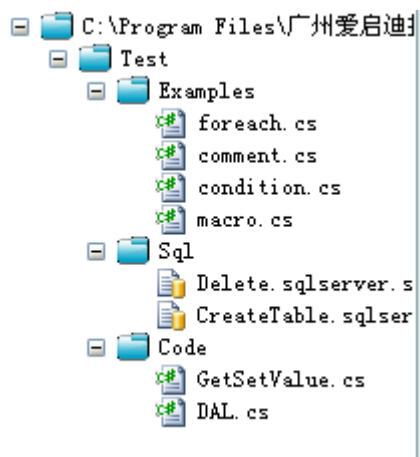 C:\Program Files\广州爱启迪
Test
Examples
foreach.cs
comment.cs
condition.cs
macro.cs
Sql
Delete.sqlserver.s
CreateTable.sqlser
Code
GetSetValue.cs
DAL.cs